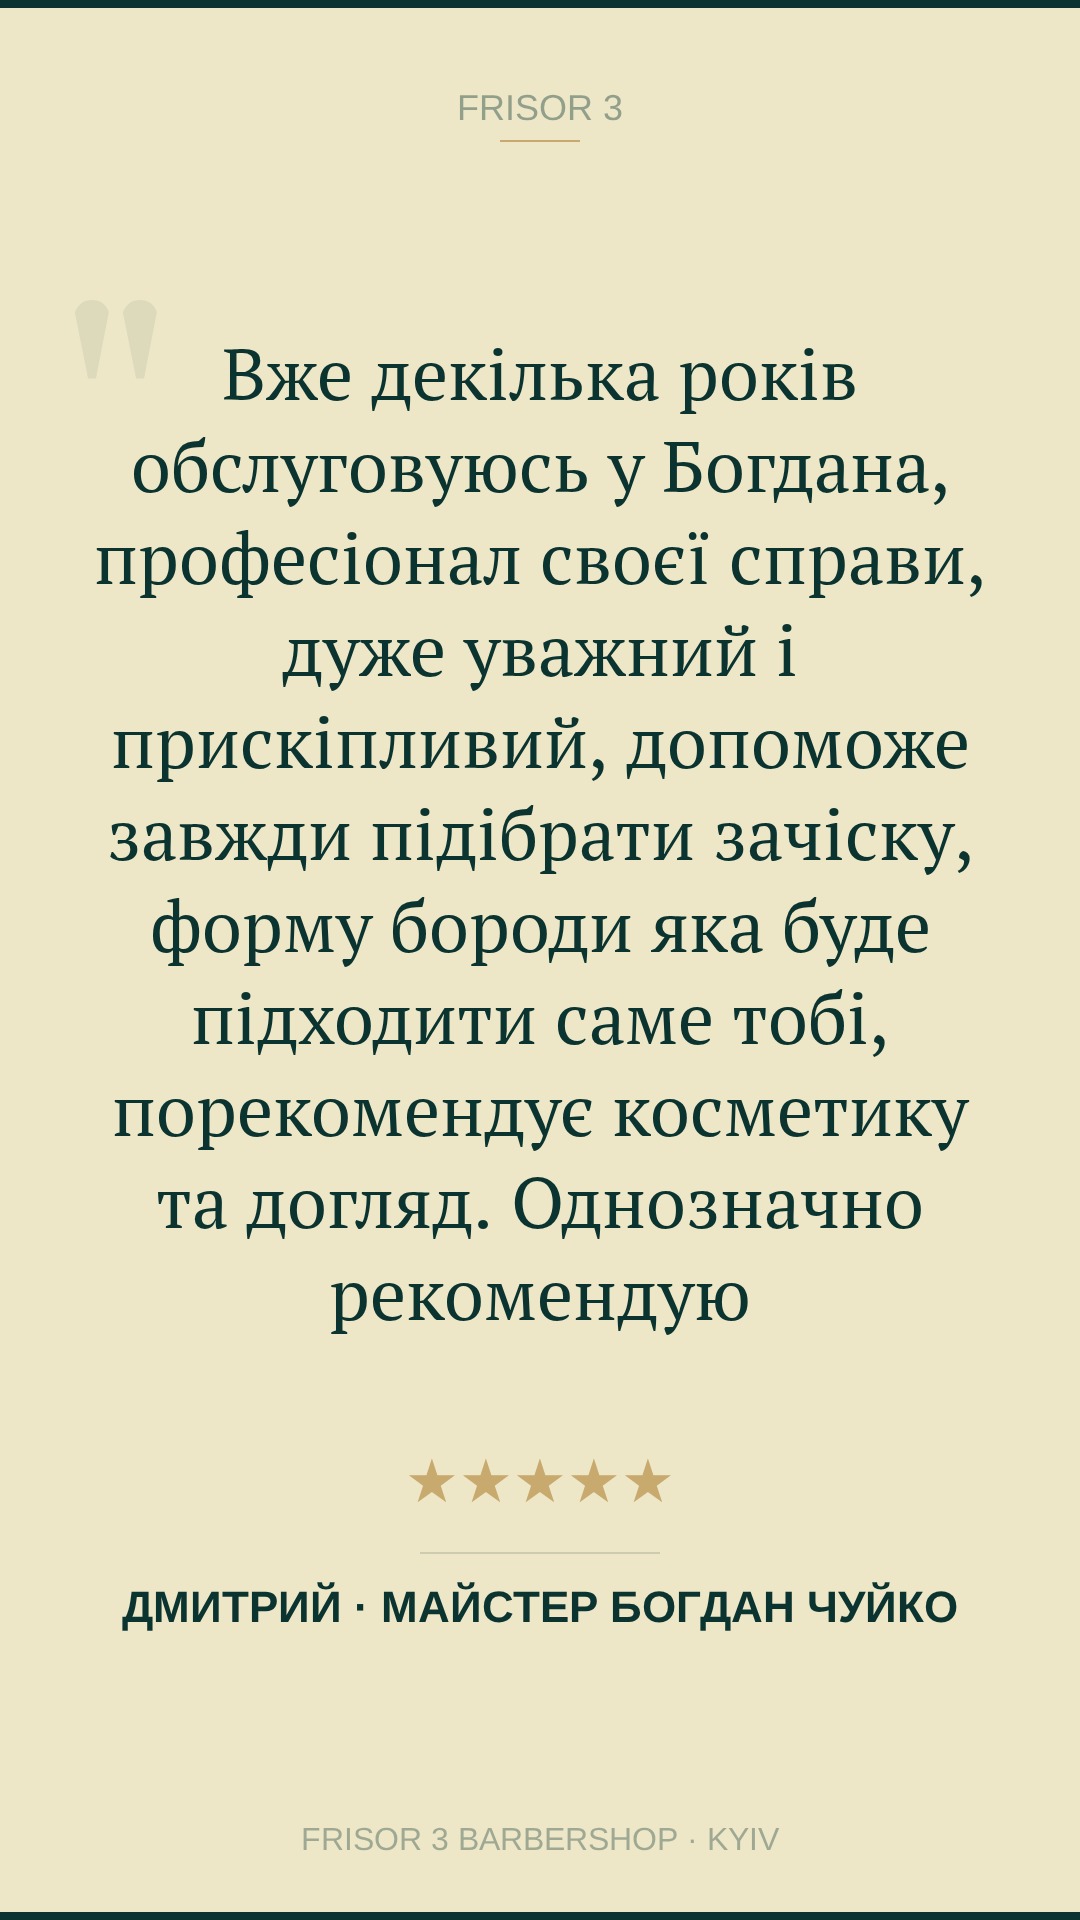 FRISOR 3
"
Вже декілька років
обслуговуюсь у Богдана,
професіонал своєї справи,
дуже уважний і
прискіпливий, допоможе
завжди підібрати зачіску,
форму бороди яка буде
підходити саме тобі,
порекомендує косметику
та догляд. Однозначно
рекомендую
★★★★★
ДМИТРИЙ · МАЙСТЕР БОГДАН ЧУЙКО
FRISOR 3 BARBERSHOP · KYIV